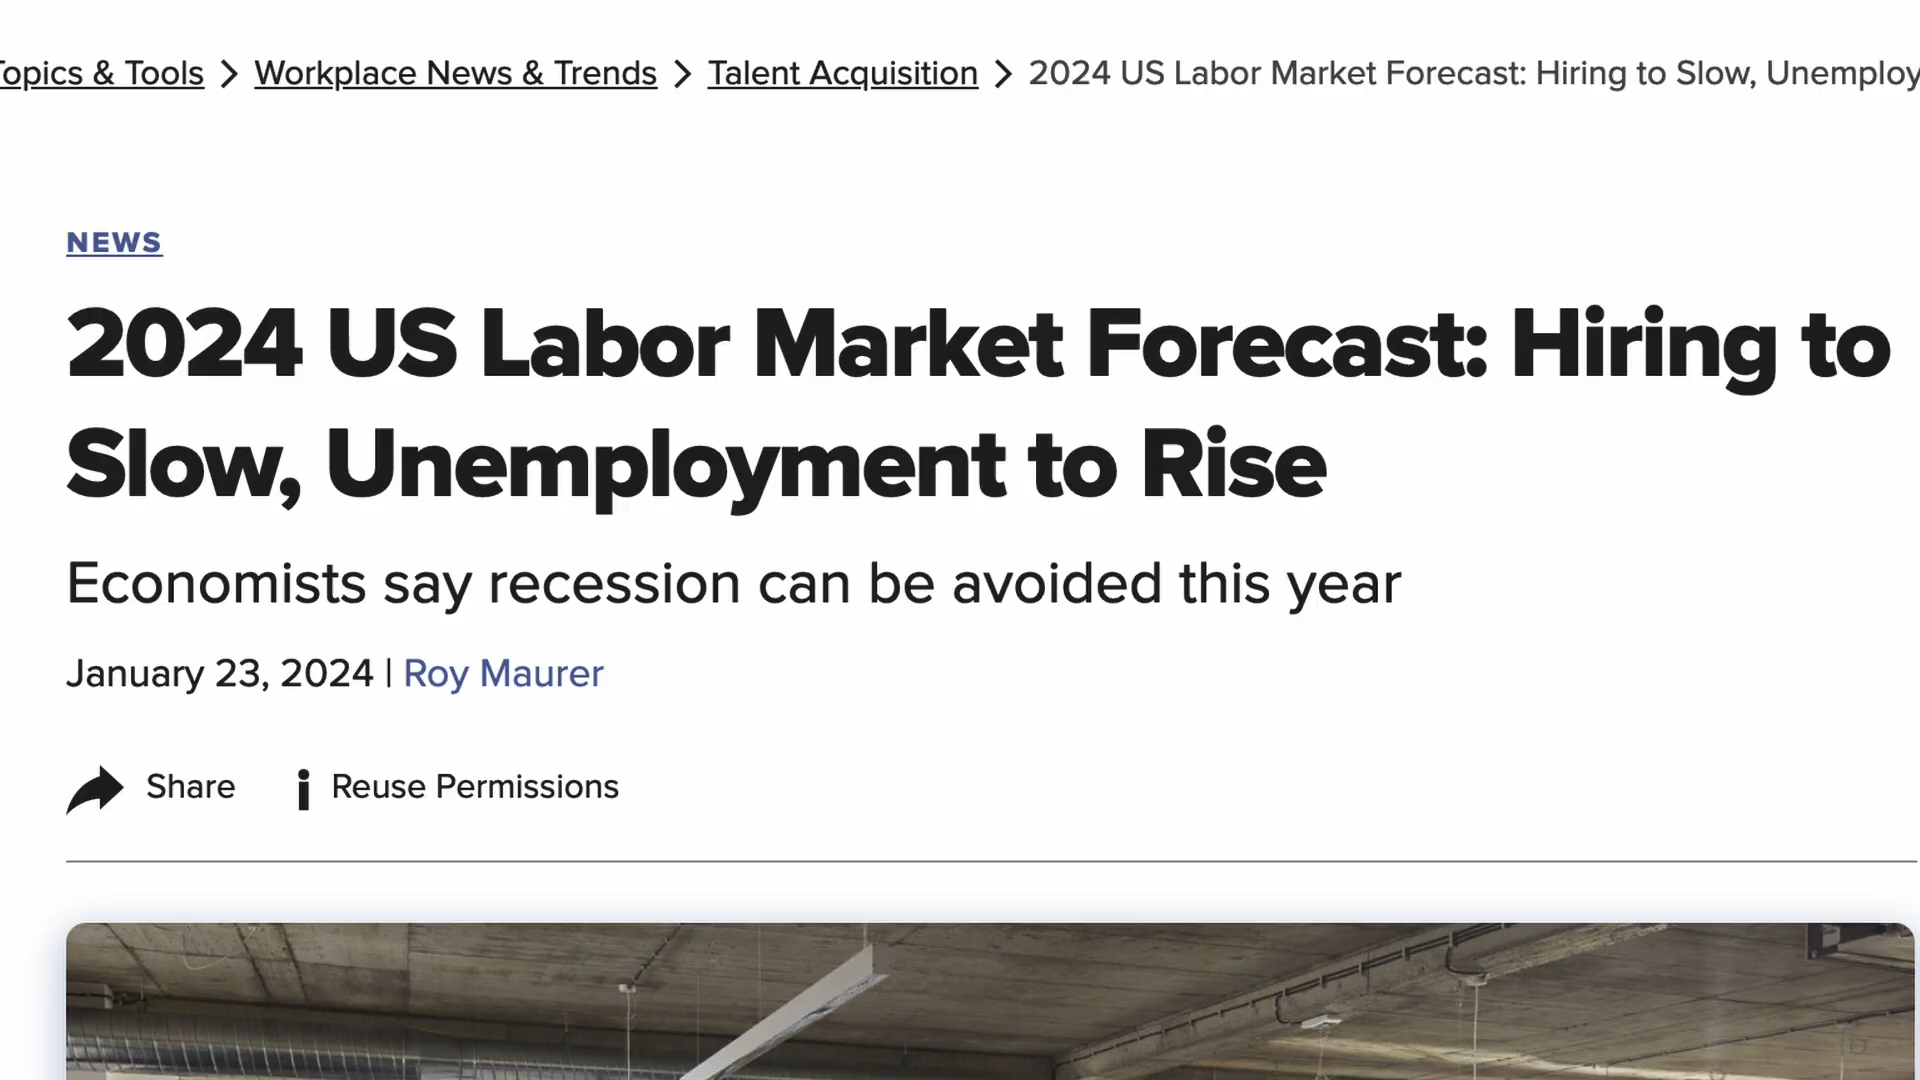 Topics & Tools > Workplace News & Trends > Talent Acquisition > 2024 US Labor Market Forecast: Hiring to Slow,
NEWS
2024 US Labor Market Forecast: Hiring to
Slow, Unemployment to Rise
Economists say recession can be avoided this year
January 23, 2024 | Roy Maurer
Share
Reuse Permissions